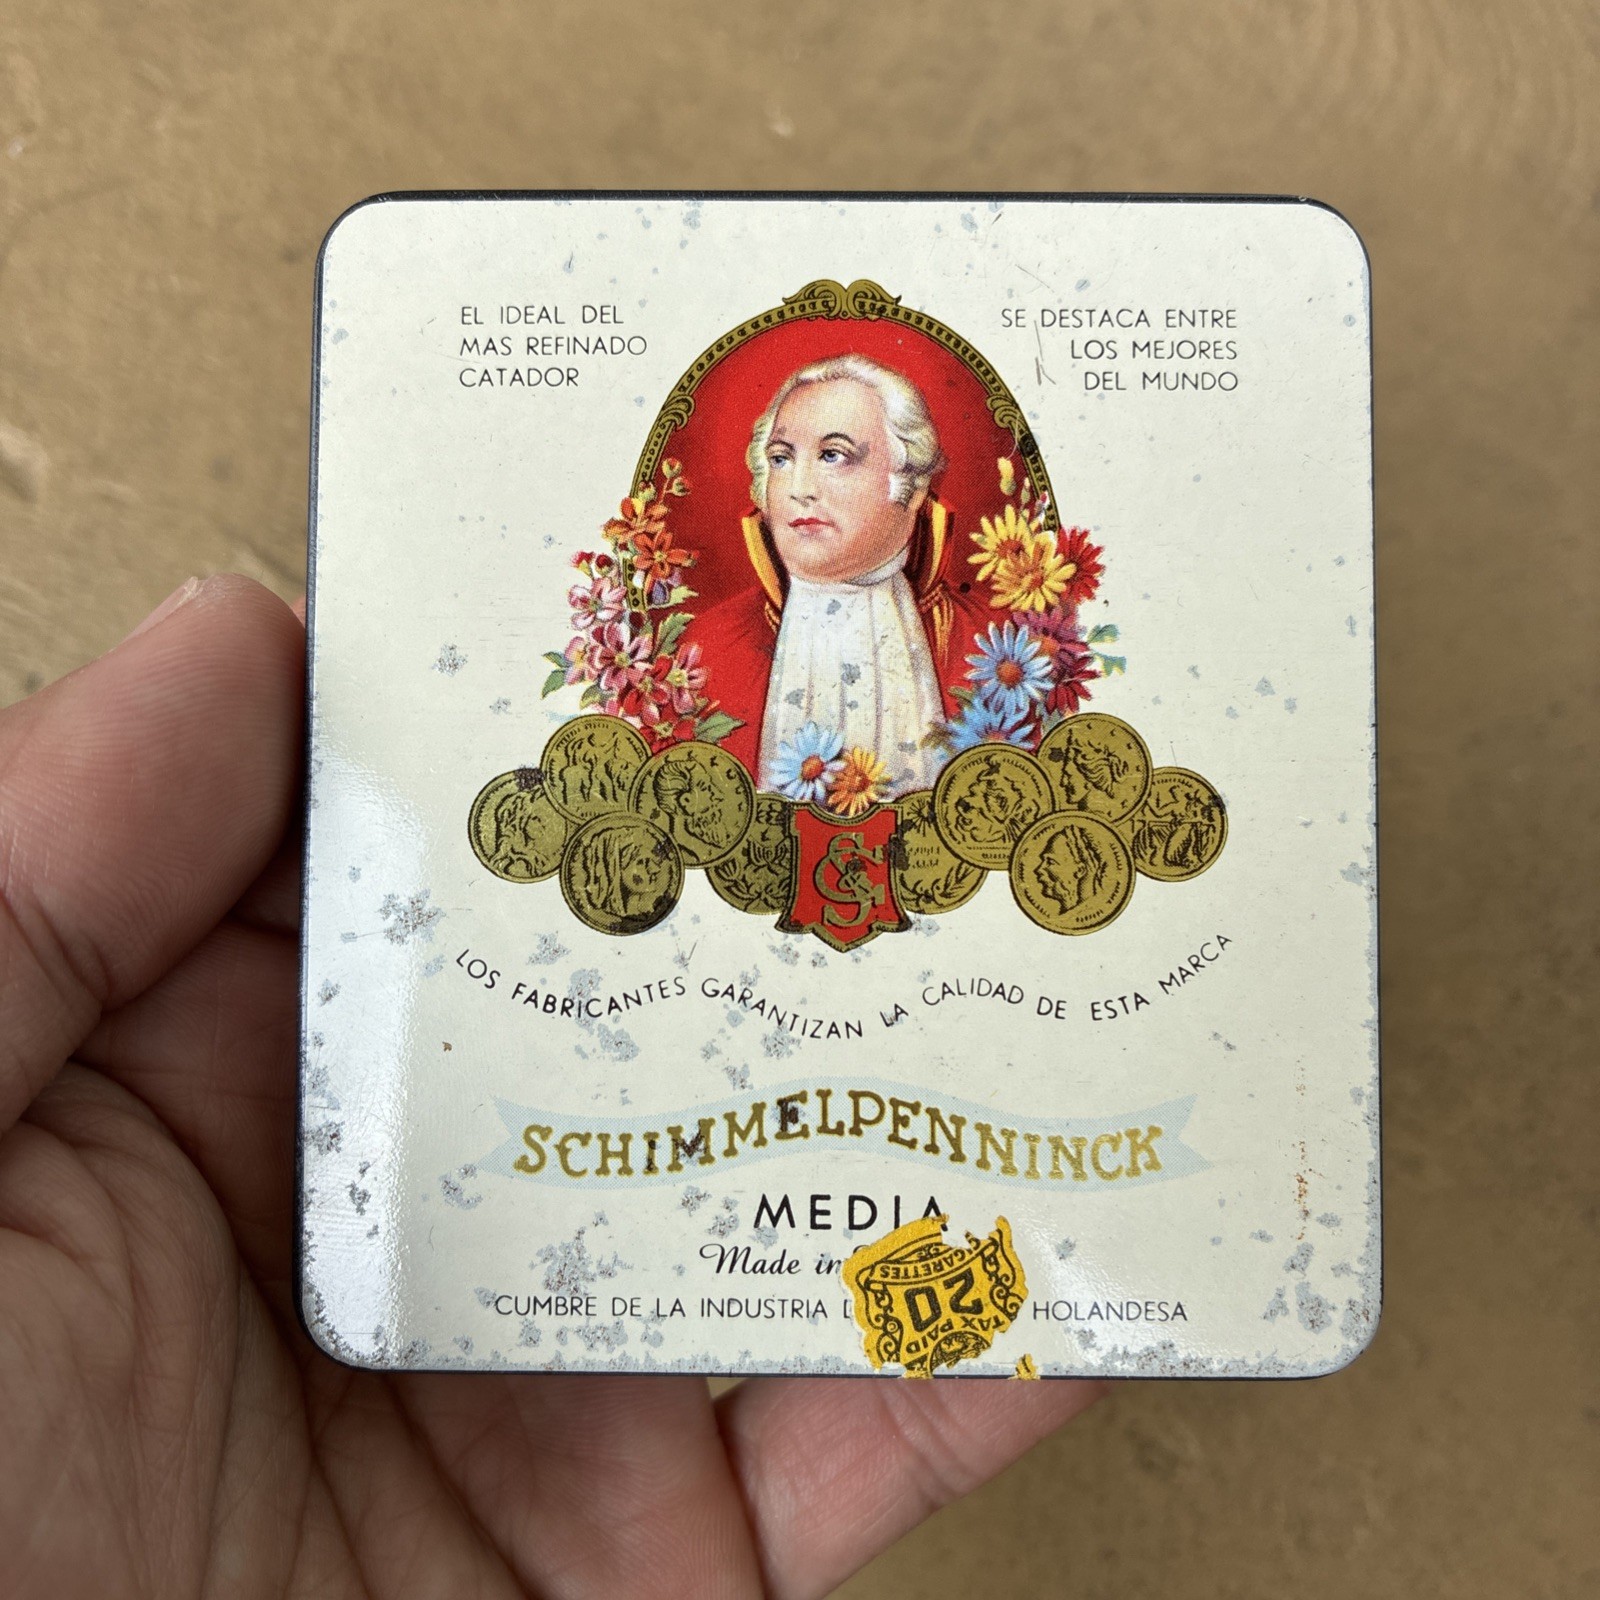 EL IDEAL DEL
MAS REFINADO
CATADOR
SE DESTACA ENTRE
LOS MEJORES
DEL MUNDO
LOS FABRICANTES GARANTIZAN LA CALIDAD DE ESTA MARCA
SCHIMMELPENNINCK
MEDIA
Made in
CUMBRE DE LA INDUSTRIA HOLANDESA
TAX PAID
20
CIGARETTES